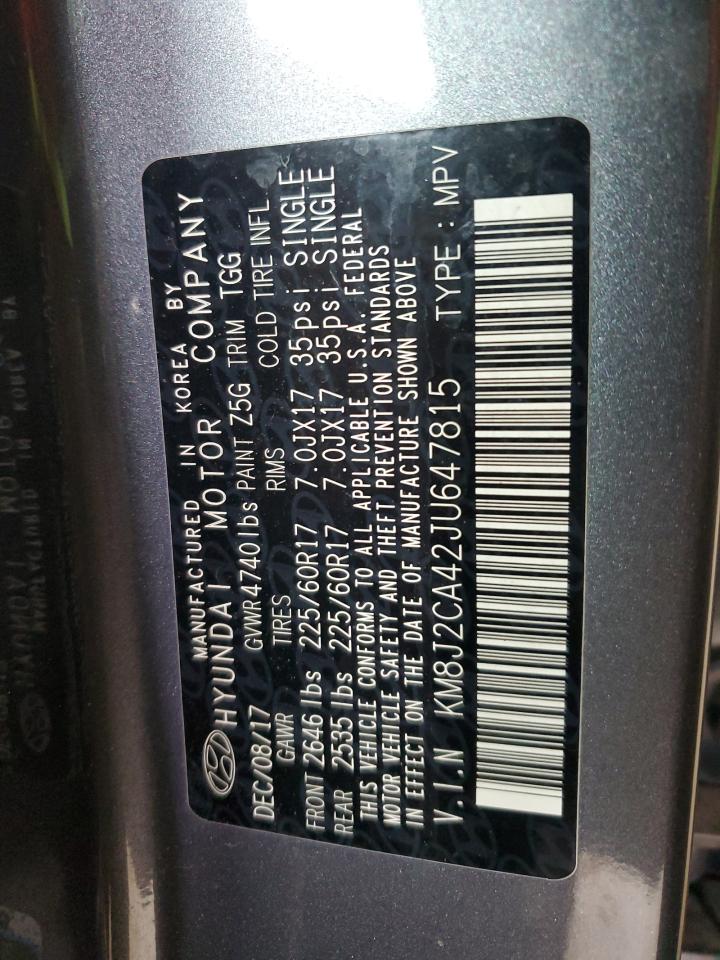 MANUFACTURED IN KOREA BY
HYUNDAI MOTOR COMPANY
DEC/08/17 GVWR 4740lbs PAINT Z5G TRIM TGG
GAWR TIRES RIMS COLD TIRE INFL
FRONT 2646 lbs 225/60R17 7.0JX17 35psi SINGLE
REAR 2535 lbs 225/60R17 7.0JX17 35psi SINGLE
THIS VEHICLE CONFORMS TO ALL APPLICABLE U.S.A. FEDERAL
MOTOR VEHICLE SAFETY AND THEFT PREVENTION STANDARDS
IN EFFECT ON THE DATE OF MANUFACTURE SHOWN ABOVE
V.I.N KM8J2CA42JU647815 TYPE : MPV